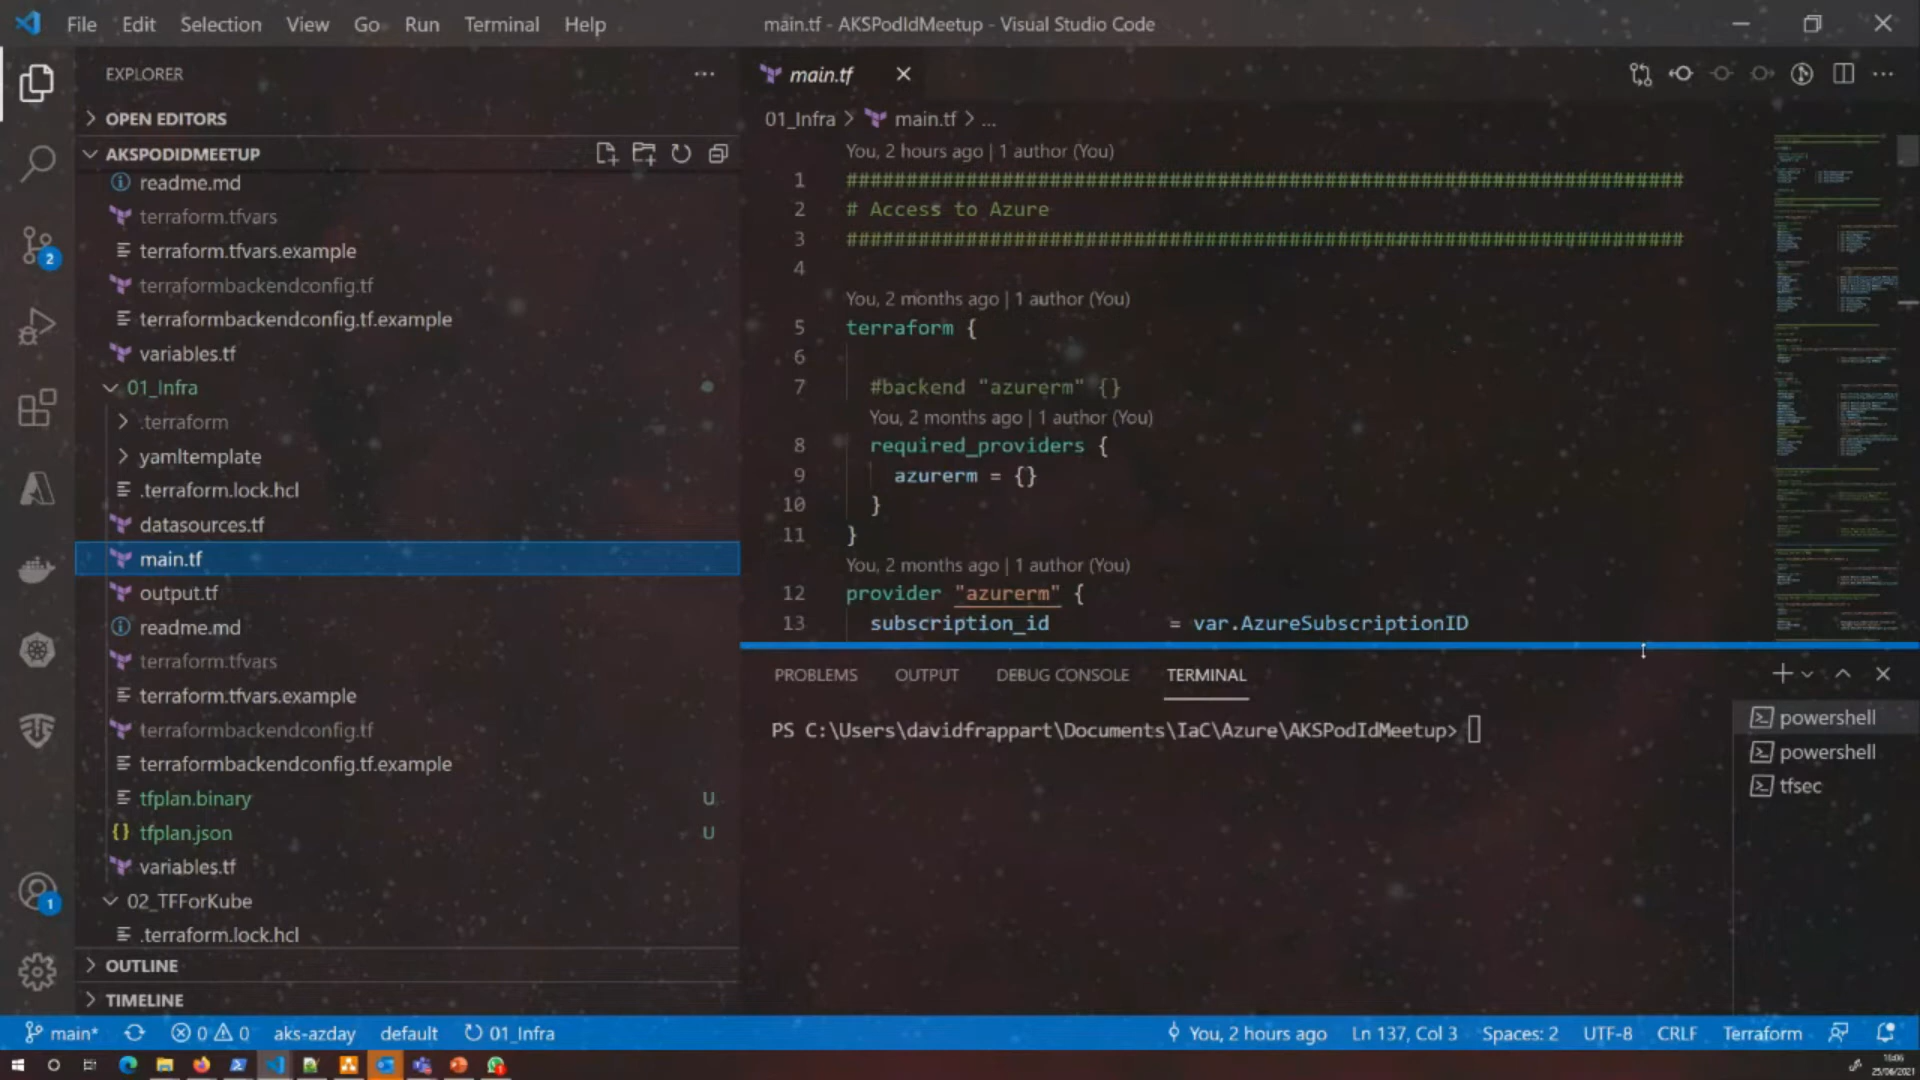 File Edit Selection View Go Run Terminal Help main.tf - AKSPodIdMeetup - Visual Studio Code
EXPLORER
OPEN EDITORS
AKSPODIDMEETUP
readme.md
terraform.tfvars
terraform.tfvars.example
terraformbackendconfig.tf
terraformbackendconfig.tf.example
variables.tf
01_Infra
.terraform
yamltemplate
.terraform.lock.hcl
datasources.tf
main.tf
output.tf
readme.md
terraform.tfvars
terraform.tfvars.example
terraformbackendconfig.tf
terraformbackendconfig.tf.example
tfplan.binary U
tfplan.json U
variables.tf
02_TFForKube
.terraform.lock.hcl
OUTLINE
TIMELINE
2
1
main.tf
01_Infra > main.tf > ...
You, 2 hours ago | 1 author (You)
1 ######################################################################
2 # Access to Azure
3 ######################################################################
4
You, 2 months ago | 1 author (You)
5 terraform {
6
7 #backend "azurerm" {}
You, 2 months ago | 1 author (You)
8 required_providers {
9 azurerm = {}
10 }
11 }
You, 2 months ago | 1 author (You)
12 provider "azurerm" {
13 subscription_id = var.AzureSubscriptionID
PROBLEMS OUTPUT DEBUG CONSOLE TERMINAL
PS C:\Users\davidfrappart\Documents\IaC\Azure\AKSPodIdMeetup>
powershell
powershell
tfsec
main* 0 0 aks-azday default 01_Infra You, 2 hours ago Ln 137, Col 3 Spaces: 2 UTF-8 CRLF Terraform
16:06
25/06/2021